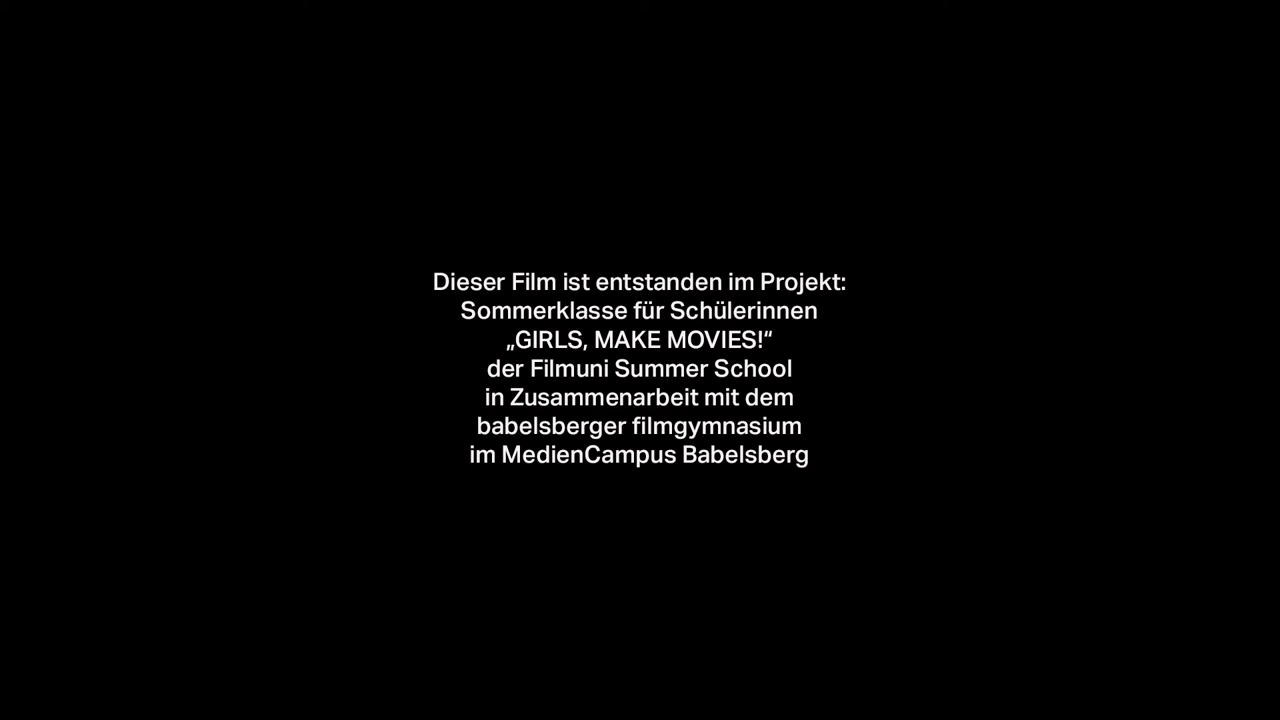 Dieser Film ist entstanden im Projekt:
Sommerklasse für Schülerinnen
„GIRLS, MAKE MOVIES!“
der Filmuni Summer School
in Zusammenarbeit mit dem
babelsberger filmgymnasium
im MedienCampus Babelsberg